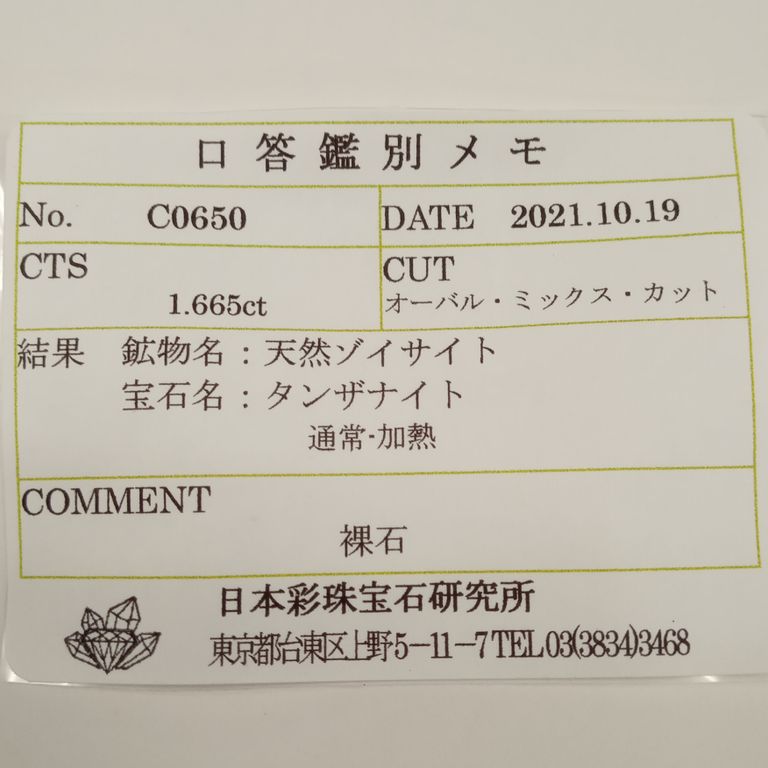 口答鑑別メモ
No. C0650 DATE 2021.10.19
CTS CUT
1.665ct オーバル・ミックス・カット
結果 鉱物名：天然ゾイサイト
宝石名：タンザナイト
通常-加熱
COMMENT
裸石
日本彩珠宝石研究所
東京都台東区上野5-11-7 TEL03(3834)3468